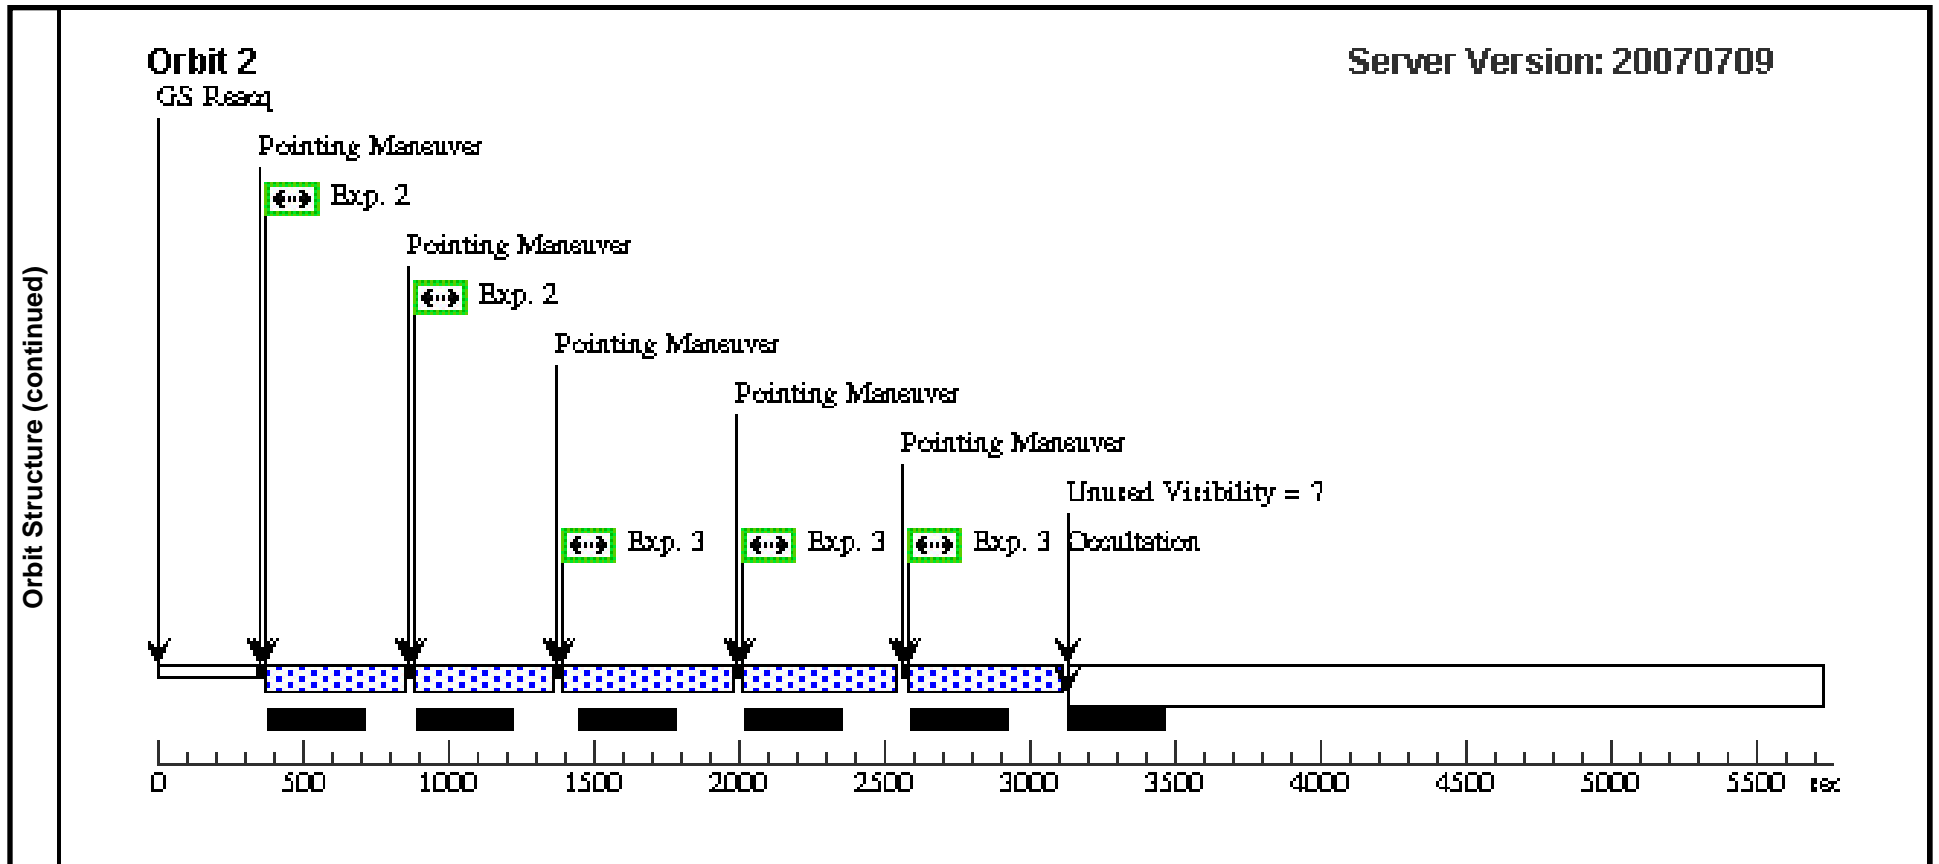 Orbit Structure (continued)
Orbit 2
Server Version: 20070709
GS Reacq
Pointing Maneuver
Exp. 2
Pointing Maneuver
Exp. 2
Pointing Maneuver
Pointing Maneuver
Pointing Maneuver
Unused Visibility = 7
Exp. 3
Exp. 3
Exp. 3
Occultation
0 500 1000 1500 2000 2500 3000 3500 4000 4500 5000 5500 sec